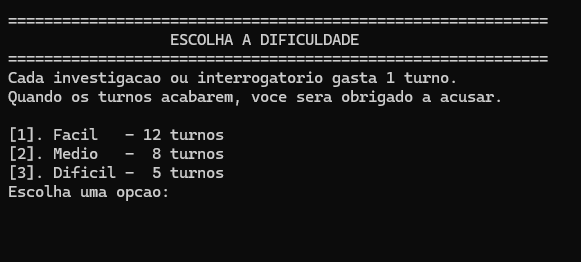 ============================================================
ESCOLHA A DIFICULDADE
============================================================
Cada investigacao ou interrogatorio gasta 1 turno.
Quando os turnos acabarem, voce sera obrigado a acusar.
[1]. Facil   - 12 turnos
[2]. Medio   -  8 turnos
[3]. Dificil -  5 turnos
Escolha uma opcao: